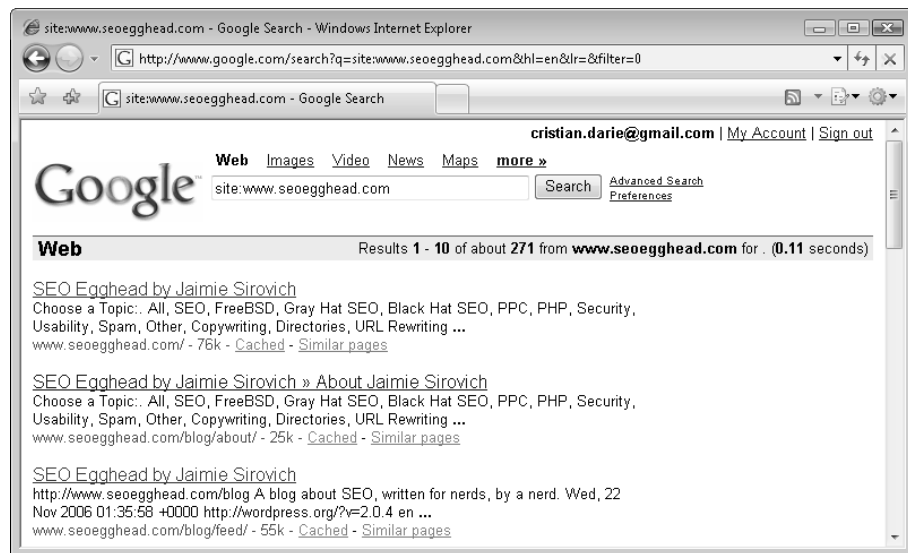 site:www.seoegghead.com - Google Search - Windows Internet Explorer
http://www.google.com/search?q=site:www.seoegghead.com&hl=en&lr=&filter=0
site:www.seoegghead.com - Google Search
cristian.darie@gmail.com | My Account | Sign out
Web Images Video News Maps more »
Google
site:www.seoegghead.com Search Advanced Search
Preferences
Web Results 1 - 10 of about 271 from www.seoegghead.com for . (0.11 seconds)
SEO Egghead by Jaimie Sirovich
Choose a Topic:. All, SEO, FreeBSD, Gray Hat SEO, Black Hat SEO, PPC, PHP, Security,
Usability, Spam, Other, Copywriting, Directories, URL Rewriting ...
www.seoegghead.com/ - 76k - Cached - Similar pages
SEO Egghead by Jaimie Sirovich » About Jaimie Sirovich
Choose a Topic:. All, SEO, FreeBSD, Gray Hat SEO, Black Hat SEO, PPC, PHP, Security,
Usability, Spam, Other, Copywriting, Directories, URL Rewriting ...
www.seoegghead.com/blog/about/ - 25k - Cached - Similar pages
SEO Egghead by Jaimie Sirovich
http://www.seoegghead.com/blog A blog about SEO, written for nerds, by a nerd. Wed, 22
Nov 2006 01:35:58 +0000 http://wordpress.org/?v=2.0.4 en ...
www.seoegghead.com/blog/feed/ - 55k - Cached - Similar pages